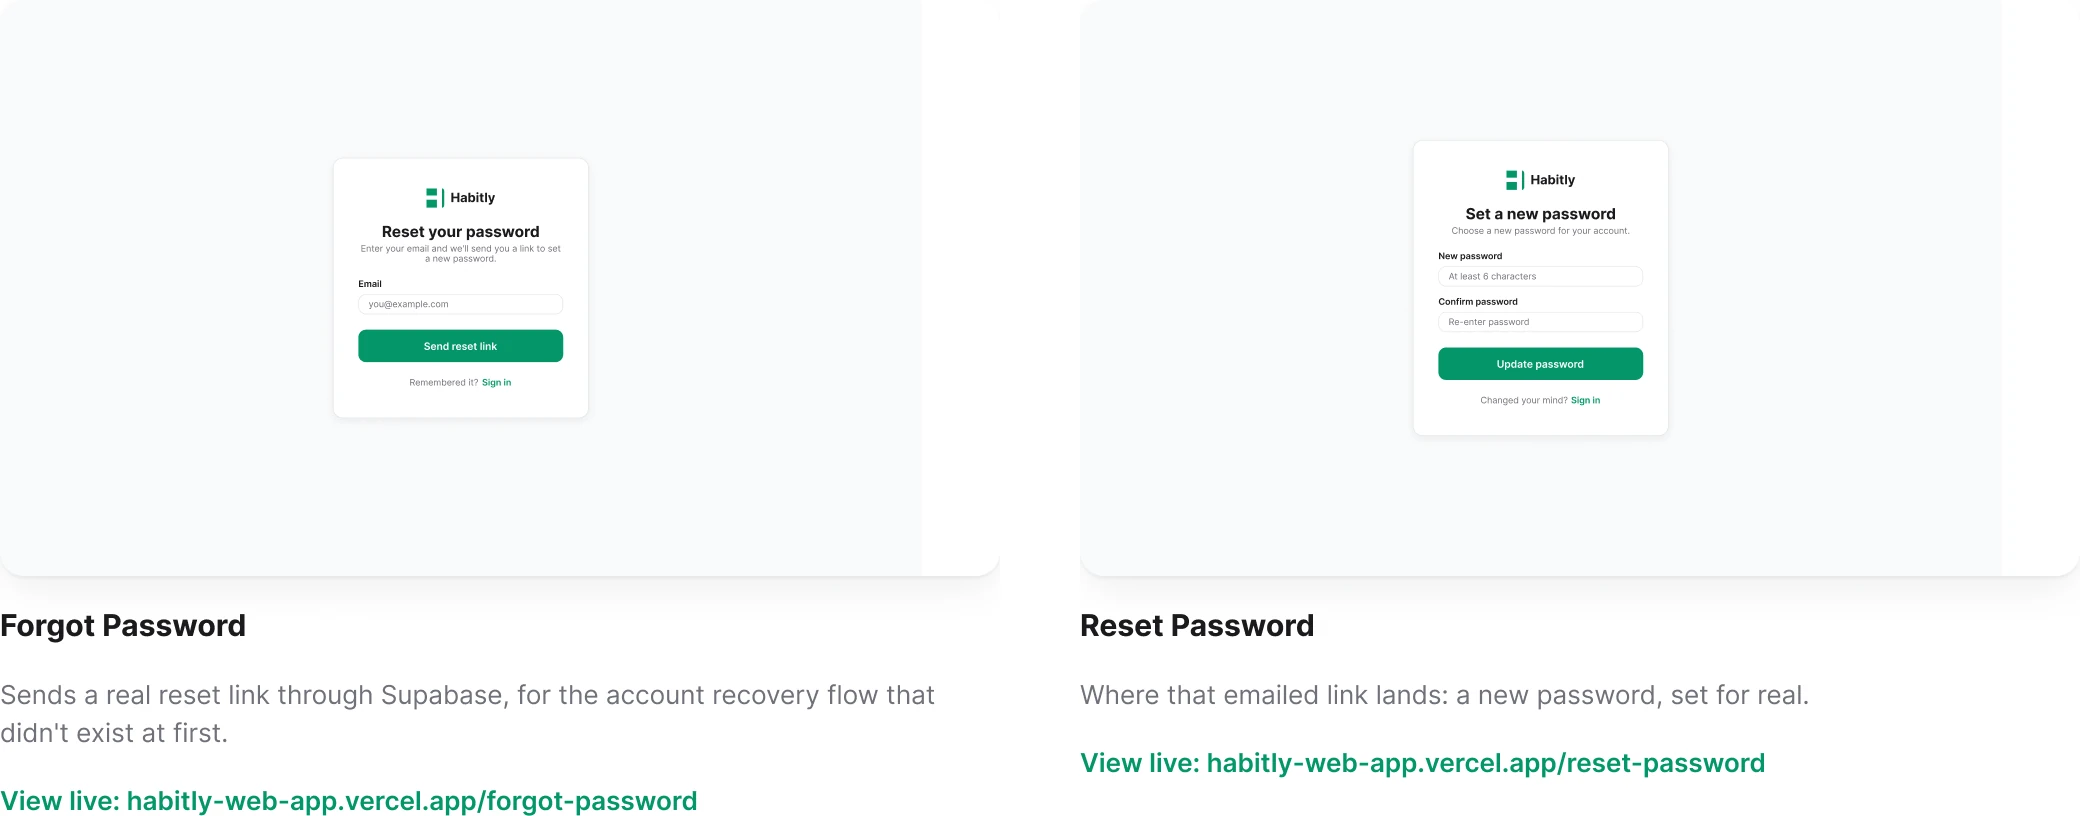 Habitly
Reset your password
Enter your email and we'll send you a link to set
a new password.
Email
you@example.com
Send reset link
Remembered it? Sign in
Forgot Password
Sends a real reset link through Supabase, for the account recovery flow that
didn't exist at first.
View live: habitly-web-app.vercel.app/forgot-password
Habitly
Set a new password
Choose a new password for your account.
New password
At least 6 characters
Confirm password
Re-enter password
Update password
Changed your mind? Sign in
Reset Password
Where that emailed link lands: a new password, set for real.
View live: habitly-web-app.vercel.app/reset-password